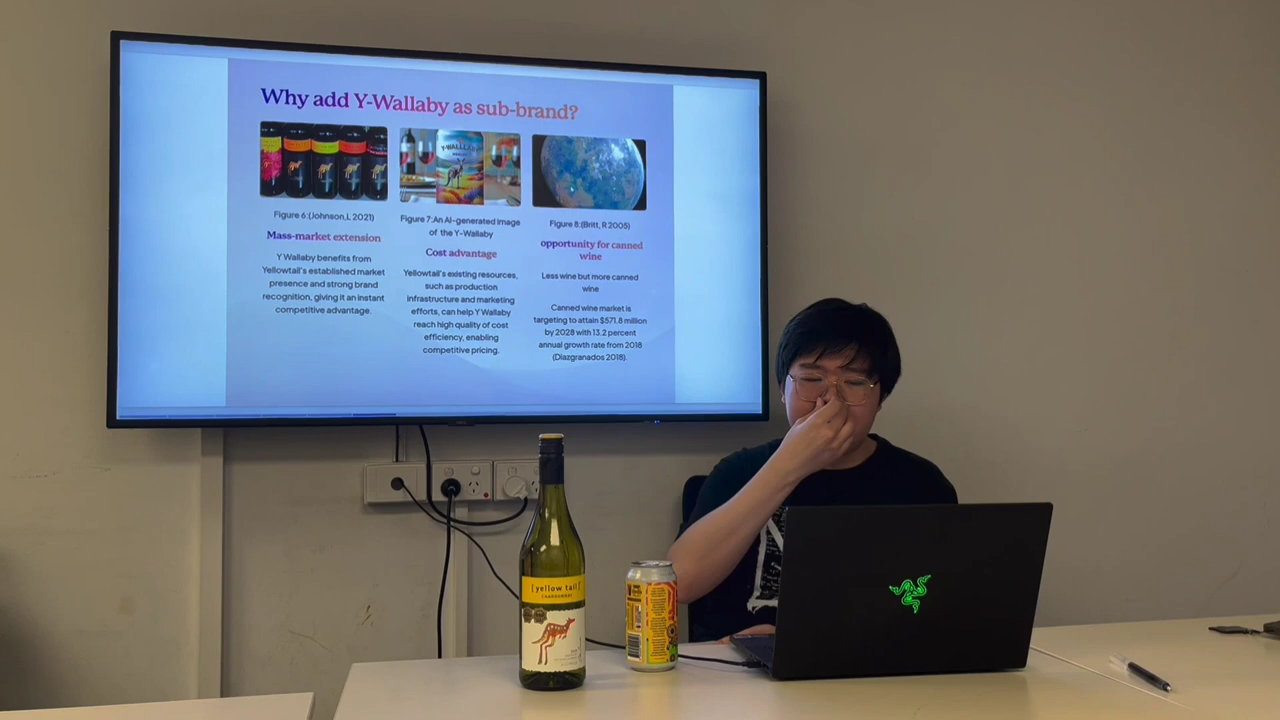 Why add Y-Wallaby as sub-brand?
Y-WALLLAB
Figure 6:(Johnson,L 2021)
Mass-market extension
Y Wallaby benefits from
Yellowtail's established market
presence and strong brand
recognition, giving it an instant
competitive advantage.
Figure 7:An AI-generated image
of the Y-Wallaby
Cost advantage
Yellowtail's existing resources,
such as production
infrastructure and marketing
efforts, can help Y Wallaby
reach high quality of cost
efficiency, enabling
competitive pricing.
Figure 8:(Britt, R 2005)
opportunity for canned
wine
Less wine but more canned
wine
Canned wine market is
targeting to attain $571.8 million
by 2028 with 13.2 percent
annual growth rate from 2018
(Diazgranados 2018).
[yellow tail]
CHARDONNAY